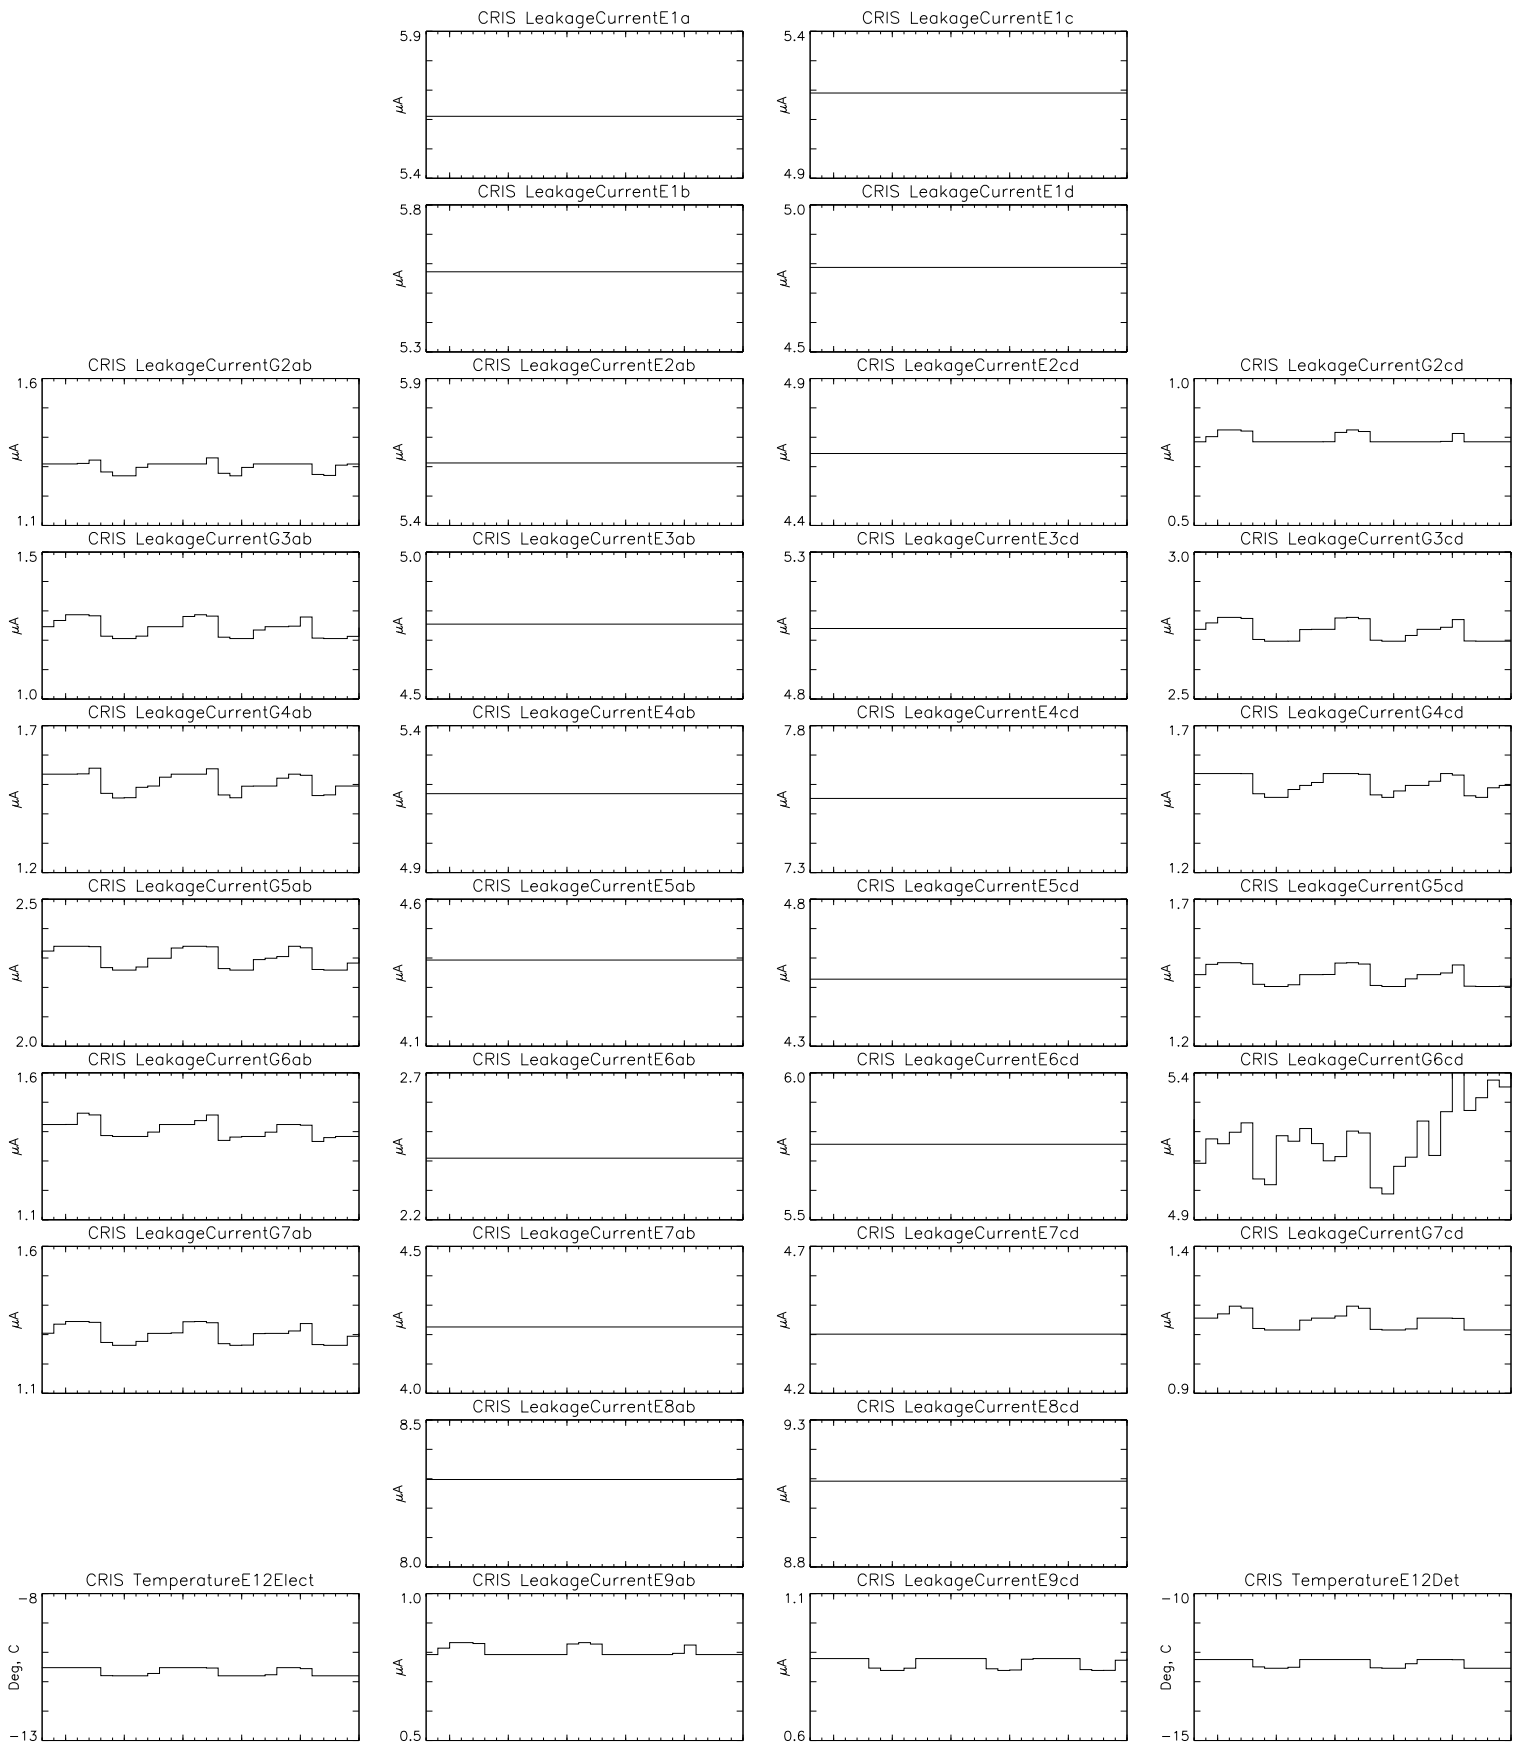 CRIS LeakageCurrentE1a
5.9
μA
5.4
CRIS LeakageCurrentE1c
5.4
μA
4.9
CRIS LeakageCurrentE1b
5.8
μA
5.3
CRIS LeakageCurrentE1d
5.0
μA
4.5
CRIS LeakageCurrentG2ab
1.6
μA
1.1
CRIS LeakageCurrentE2ab
5.9
μA
5.4
CRIS LeakageCurrentE2cd
4.9
μA
4.4
CRIS LeakageCurrentG2cd
1.0
μA
0.5
CRIS LeakageCurrentG3ab
1.5
μA
1.0
CRIS LeakageCurrentE3ab
5.0
μA
4.5
CRIS LeakageCurrentE3cd
5.3
μA
4.8
CRIS LeakageCurrentG3cd
3.0
μA
2.5
CRIS LeakageCurrentG4ab
1.7
μA
1.2
CRIS LeakageCurrentE4ab
5.4
μA
4.9
CRIS LeakageCurrentE4cd
7.8
μA
7.3
CRIS LeakageCurrentG4cd
1.7
μA
1.2
CRIS LeakageCurrentG5ab
2.5
μA
2.0
CRIS LeakageCurrentE5ab
4.6
μA
4.1
CRIS LeakageCurrentE5cd
4.8
μA
4.3
CRIS LeakageCurrentG5cd
1.7
μA
1.2
CRIS LeakageCurrentG6ab
1.6
μA
1.1
CRIS LeakageCurrentE6ab
2.7
μA
2.2
CRIS LeakageCurrentE6cd
6.0
μA
5.5
CRIS LeakageCurrentG6cd
5.4
μA
4.9
CRIS LeakageCurrentG7ab
1.6
μA
1.1
CRIS LeakageCurrentE7ab
4.5
μA
4.0
CRIS LeakageCurrentE7cd
4.7
μA
4.2
CRIS LeakageCurrentG7cd
1.4
μA
0.9
CRIS LeakageCurrentE8ab
8.5
μA
8.0
CRIS LeakageCurrentE8cd
9.3
μA
8.8
CRIS TemperatureE12Elect
-8
Deg, C
-13
CRIS LeakageCurrentE9ab
1.0
μA
0.5
CRIS LeakageCurrentE9cd
1.1
μA
0.6
CRIS TemperatureE12Det
-10
Deg, C
-15